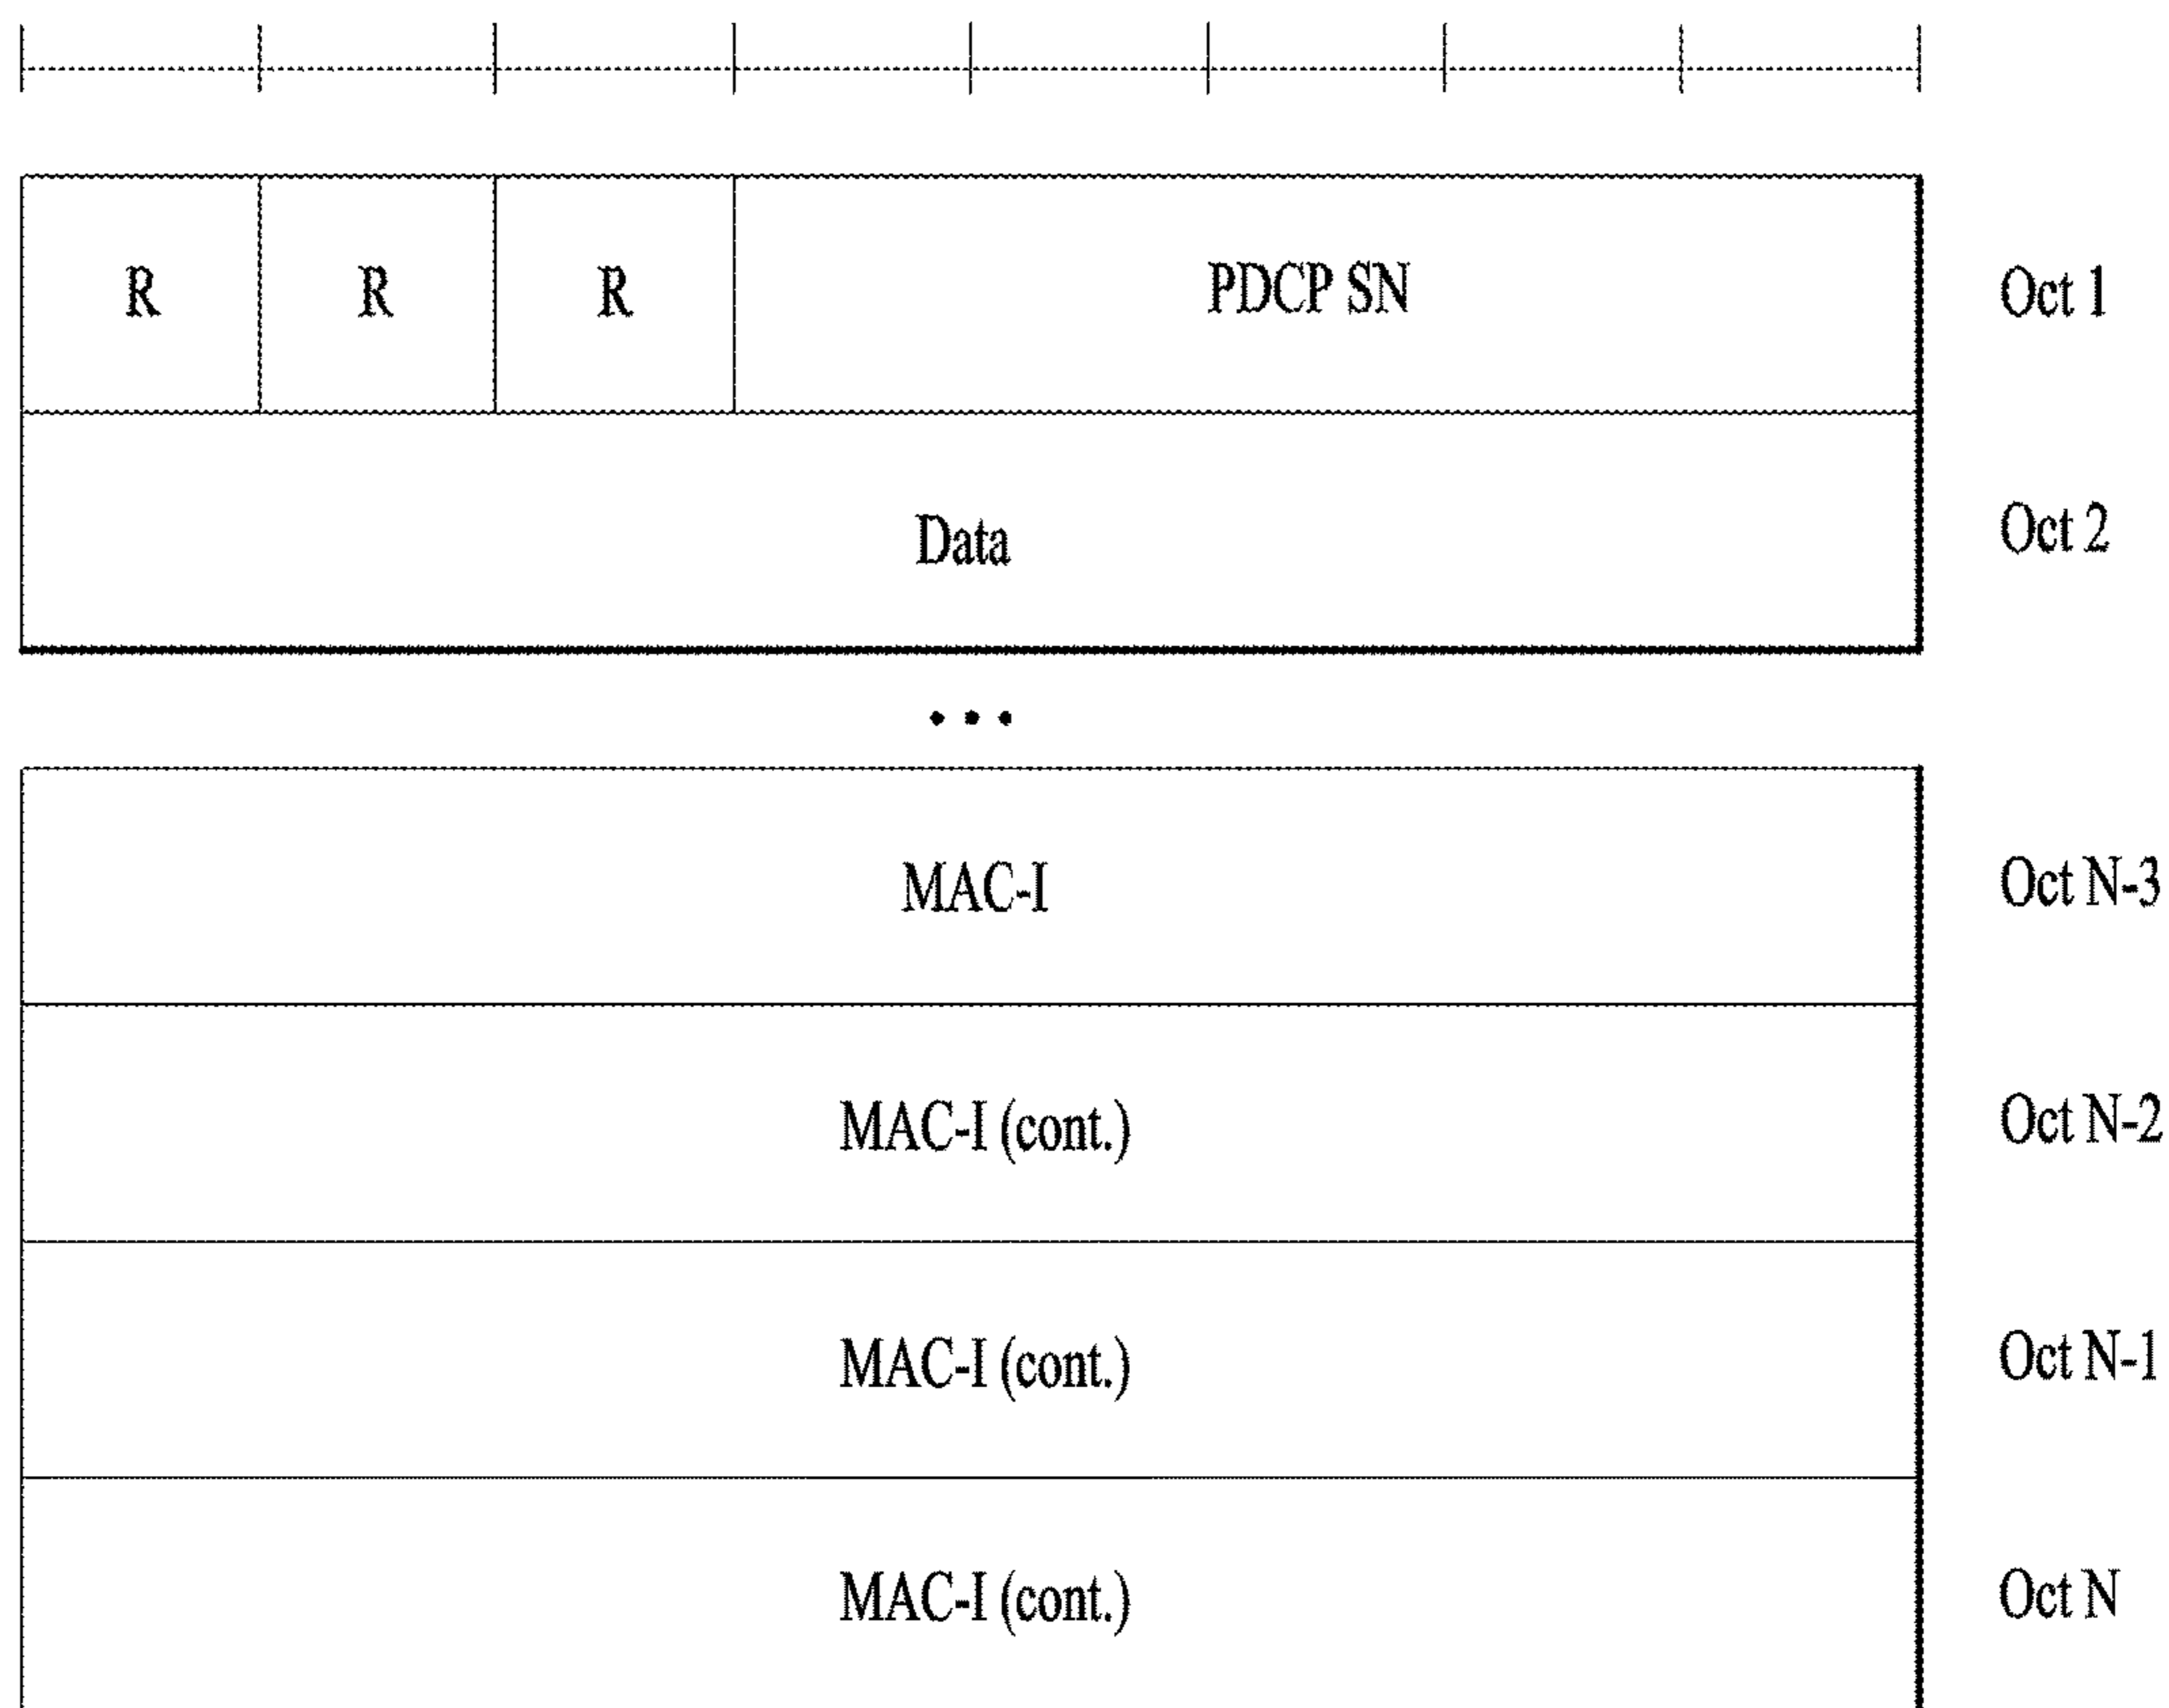 R R R PDCP SN Oct 1
Data Oct 2
...
MAC-I Oct N-3
MAC-I (cont.) Oct N-2
MAC-I (cont.) Oct N-1
MAC-I (cont.) Oct N